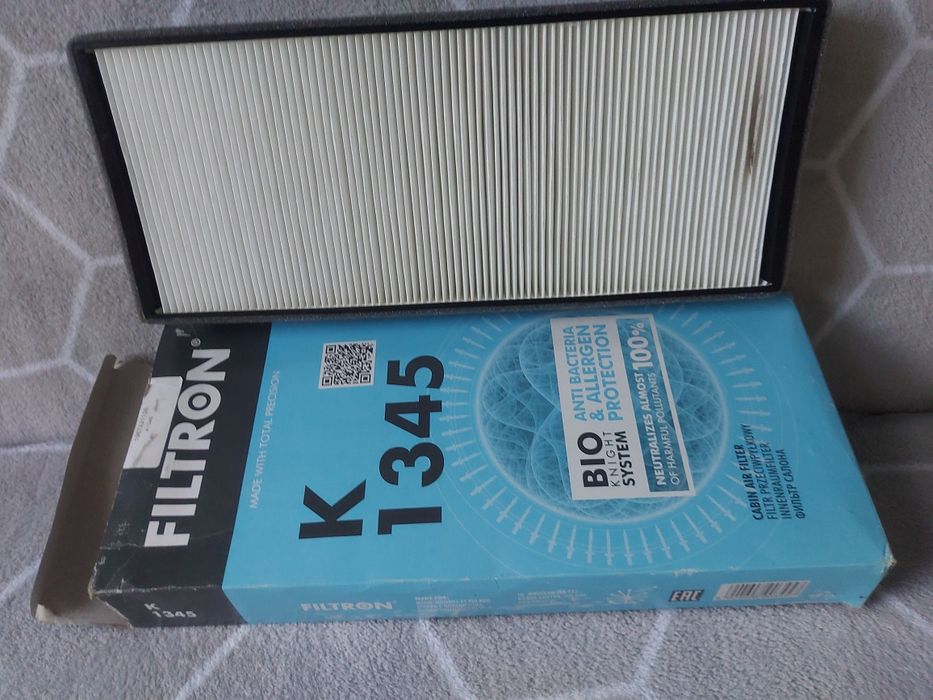 FILTRON®
MADE WITH TOTAL PRECISION
K
1345
BIO
KNIGHT
SYSTEM
ANTI BACTERIA
& ALLERGEN
PROTECTION
NEUTRALIZES ALMOST 100%
OF HARMFUL POLLUTANTS
CABIN AIR FILTER
FILTR PRZECIWPYŁKOWY
INNENRAUMFILTER
ФИЛЬТР САЛОНА
K
1345
FILTRON
EAC